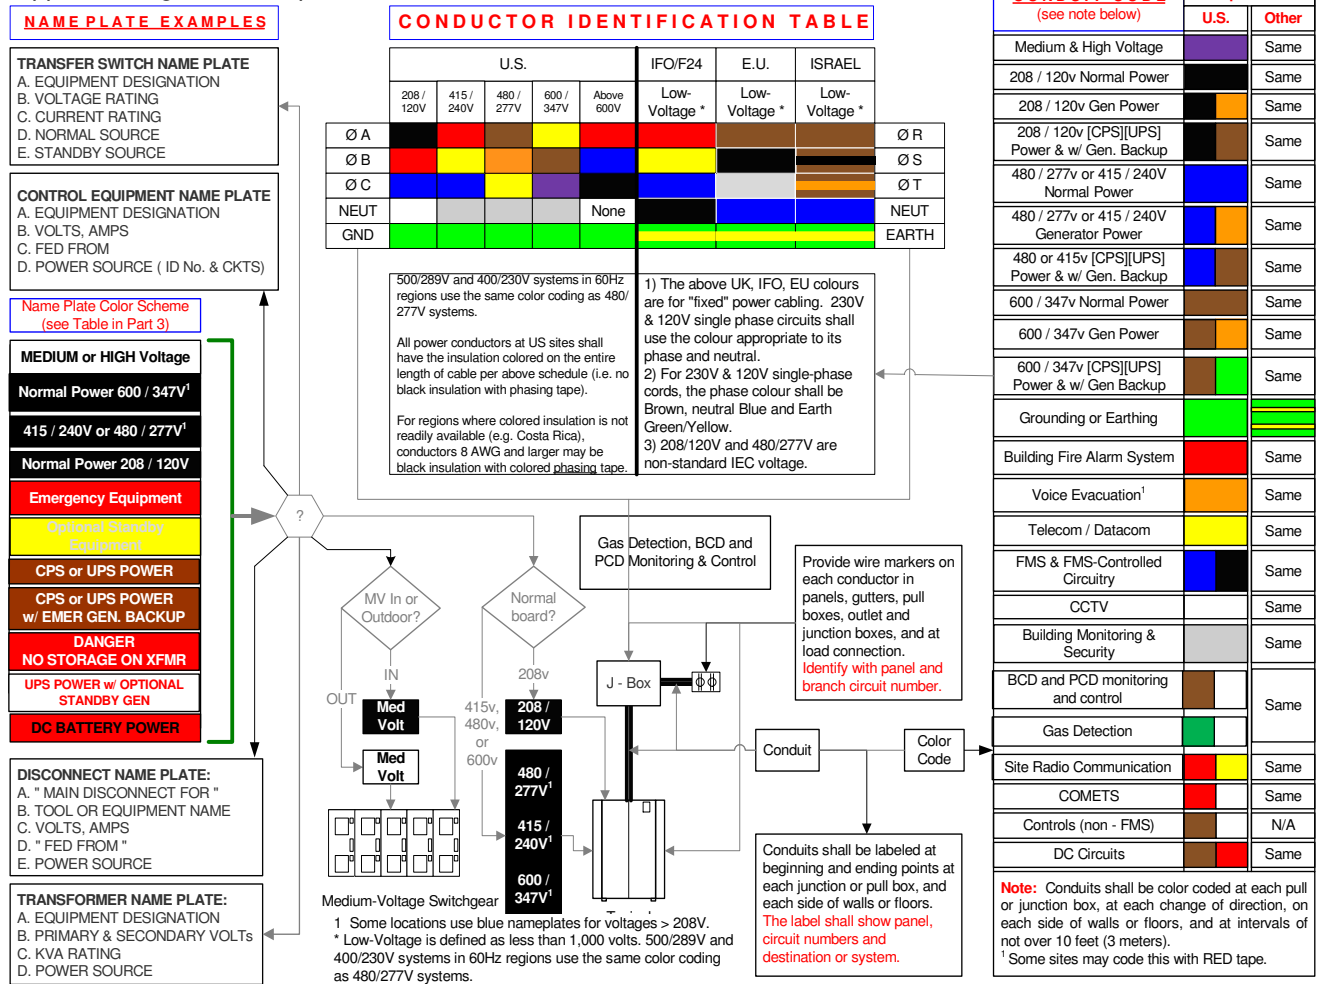 NAME PLATE EXAMPLES
TRANSFER SWITCH NAME PLATE
A. EQUIPMENT DESIGNATION
B. VOLTAGE RATING
C. CURRENT RATING
D. NORMAL SOURCE
E. STANDBY SOURCE
CONTROL EQUIPMENT NAME PLATE
A. EQUIPMENT DESIGNATION
B. VOLTS, AMPS
C. FED FROM
D. POWER SOURCE ( ID No. & CKTS)
Name Plate Color Scheme
(see Table in Part 3)
MEDIUM or HIGH Voltage
Normal Power 600 / 347V¹
415 / 240V or 480 / 277V¹
Normal Power 208 / 120V
Emergency Equipment
Optional Standby
Equipment
CPS or UPS POWER
CPS or UPS POWER
w/ EMER GEN. BACKUP
DANGER
NO STORAGE ON XFMR
UPS POWER w/ OPTIONAL
STANDBY GEN
DC BATTERY POWER
DISCONNECT NAME PLATE:
A. " MAIN DISCONNECT FOR "
B. TOOL OR EQUIPMENT NAME
C. VOLTS, AMPS
D. " FED FROM "
E. POWER SOURCE
TRANSFORMER NAME PLATE:
A. EQUIPMENT DESIGNATION
B. PRIMARY & SECONDARY VOLTs
C. KVA RATING
D. POWER SOURCE
CONDUCTOR IDENTIFICATION TABLE
U.S. IFO/F24 E.U. ISRAEL
208 / 120V 415 / 240V 480 / 277V 600 / 347V Above 600V Low-Voltage * Low-Voltage * Low-Voltage *
Ø A Ø R
Ø B Ø S
Ø C Ø T
NEUT None NEUT
GND EARTH
500/289V and 400/230V systems in 60Hz
regions use the same color coding as 480/
277V systems.
All power conductors at US sites shall
have the insulation colored on the entire
length of cable per above schedule (i.e. no
black insulation with phasing tape).
For regions where colored insulation is not
readily available (e.g. Costa Rica),
conductors 8 AWG and larger may be
black insulation with colored phasing tape.
1) The above UK, IFO, EU colours
are for "fixed" power cabling. 230V
& 120V single phase circuits shall
use the colour appropriate to its
phase and neutral.
2) For 230V & 120V single-phase
cords, the phase colour shall be
Brown, neutral Blue and Earth
Green/Yellow.
3) 208/120V and 480/277V are
non-standard IEC voltage.
?
MV In or
Outdoor?
IN
OUT
Med
Volt
Med
Volt
Medium-Voltage Switchgear
Normal
board?
208v
415v,
480v,
or
600v
208 /
120V
480 /
277V¹
415 /
240V¹
600 /
347V¹
Gas Detection, BCD and
PCD Monitoring & Control
J - Box
Provide wire markers on
each conductor in
panels, gutters, pull
boxes, outlet and
junction boxes, and at
load connection.
Identify with panel and
branch circuit number.
Conduit
Color
Code
Conduits shall be labeled at
beginning and ending points at
each junction or pull box, and
each side of walls or floors.
The label shall show panel,
circuit numbers and
destination or system.
1 Some locations use blue nameplates for voltages > 208V.
* Low-Voltage is defined as less than 1,000 volts. 500/289V and
400/230V systems in 60Hz regions use the same color coding
as 480/277V systems.
(see note below) U.S. Other
Medium & High Voltage Same
208 / 120v Normal Power Same
208 / 120v Gen Power Same
208 / 120v [CPS][UPS]
Power & w/ Gen. Backup Same
480 / 277v or 415 / 240V
Normal Power Same
480 / 277v or 415 / 240V
Generator Power Same
480 or 415v [CPS][UPS]
Power & w/ Gen. Backup Same
600 / 347v Normal Power Same
600 / 347v Gen Power Same
600 / 347v [CPS][UPS]
Power & w/ Gen Backup Same
Grounding or Earthing
Building Fire Alarm System Same
Voice Evacuation¹ Same
Telecom / Datacom Same
FMS & FMS-Controlled
Circuitry Same
CCTV Same
Building Monitoring &
Security Same
BCD and PCD monitoring
and control Same
Gas Detection
Site Radio Communication Same
COMETS Same
Controls (non - FMS) N/A
DC Circuits Same
Note: Conduits shall be color coded at each pull
or junction box, at each change of direction, on
each side of walls or floors, and at intervals of
not over 10 feet (3 meters).
¹ Some sites may code this with RED tape.